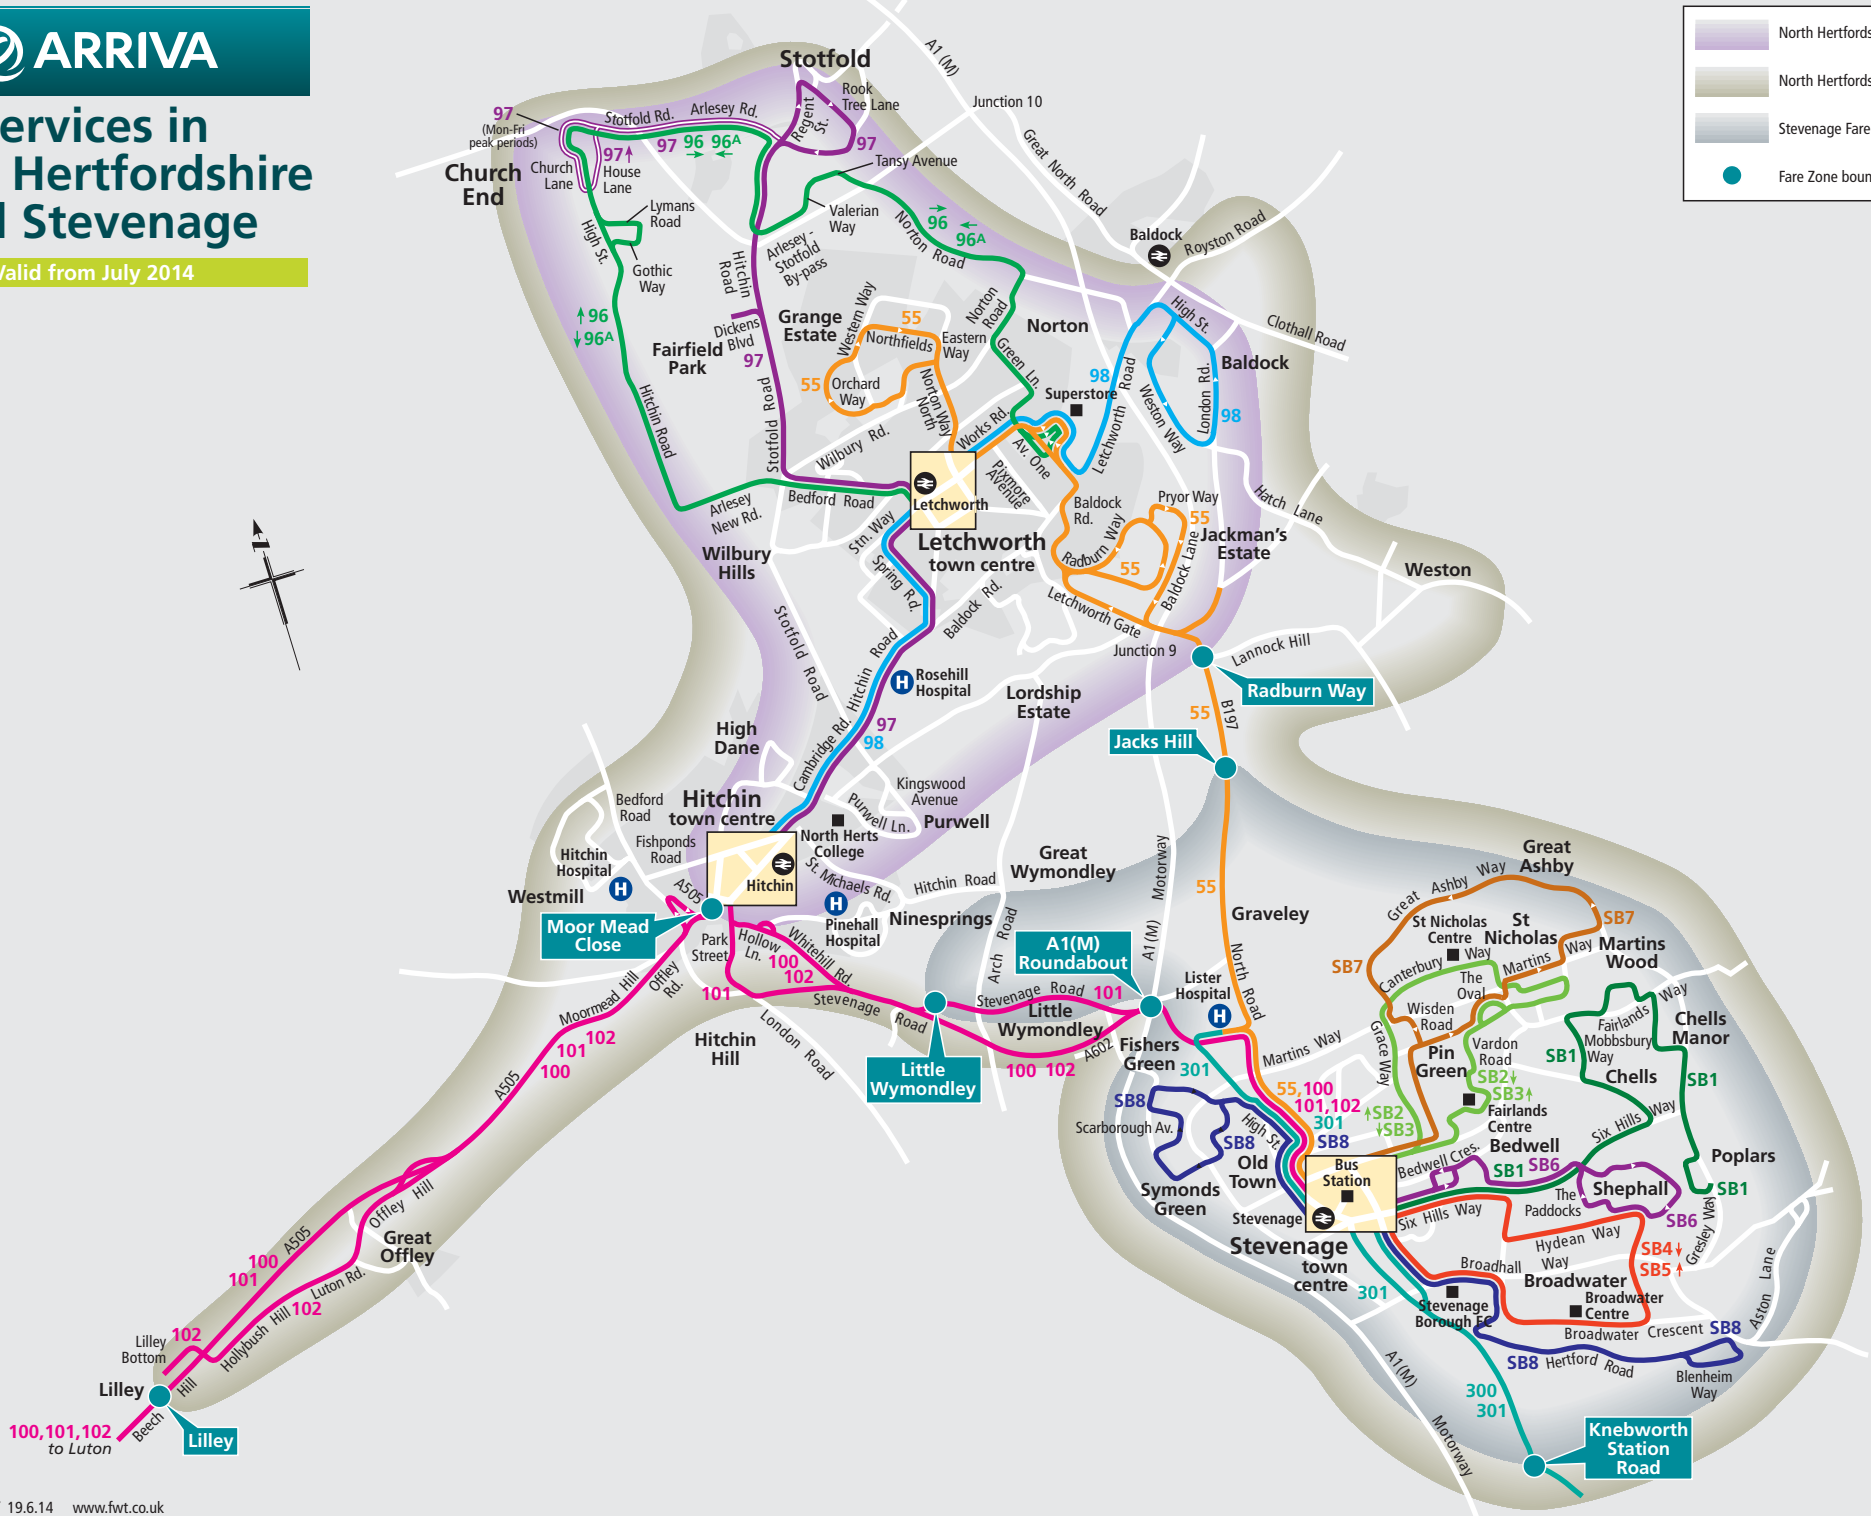 ARRIVA
ervices in
Hertfordshire
Stevenage
Valid from July 2014
North Hertfords
North Hertfords
Stevenage Fare
Fare Zone boun
Stotfold
A1(M)
Rook
Tree Lane
Junction 10
Great North Road
97
(Mon-Fri
peak periods)
Stotfold Rd.
Arlesey Rd.
Regent
St.
97
97
96
96A
Tansy Avenue
Church
End
Church
Lane
97
House
Lane
Lymans
Road
Valerian
Way
96
96A
Norton Road
Baldock
Royston Road
High St.
Gothic
Way
Hitchin
Road
Arlesey -
Stotfold
By-pass
96
96A
Grange
Estate
Western Way
55
Northfields
Eastern
Way
Norton
Road
Norton
High St.
Clothall Road
Dickens
Blvd
Fairfield
Park
97
55
Orchard
Way
Norton Way
North
Green Ln.
98
Letchworth Road
Superstore
Baldock
London Rd.
98
Weston Way
Hitchin Road
Stotfold Road
Wilbury Rd.
Works Rd.
Av. One
Pixmore
Avenue
Letchworth
Arlesey
New Rd.
Bedford Road
Stn. Way
Baldock
Rd.
Pryor Way
55
Hatch Lane
Wilbury
Hills
Letchworth
town centre
Radburn Way
55
Jackman's
Estate
Baldock Lane
Weston
Spring Rd.
Baldock Rd.
Letchworth Gate
Stotfold Road
Hitchin Road
Junction 9
Lannock Hill
Rosehill
Hospital
Lordship
Estate
Radburn Way
55
B197
97
98
Cambridge Rd.
High
Dane
Jacks Hill
Kingswood
Avenue
Bedford
Road
Hitchin
town centre
Purwell Ln.
Purwell
Fishponds
Road
North Herts
College
Hitchin
Hospital
Hitchin
St. Michaels Rd.
Hitchin Road
Great
Wymondley
Motorway
A1(M)
55
Great
Ashby
Great Ashby Way
Westmill
A505
Moor Mead
Close
Pinehall
Hospital
Ninesprings
Graveley
St Nicholas
Centre
St
Nicholas
SB7
Park
Street
Hollow
Ln.
Whitehill Rd.
100
102
Arch Road
A1(M)
Roundabout
Martins
Wood
SB7
Canterbury Way
Martins Way
Moormead Hill
Offley
Rd.
101
Stevenage Road
Stevenage Road
101
Lister
Hospital
North Road
The
Oval
Little
Wymondley
Wisden
Road
Fairlands Way
Chells
Manor
Hitchin
Hill
London Road
Little
Wymondley
A602
Fishers
Green
Martins Way
Grace Way
Vardon
Road
Mobbsbury
Way
SB1
102
101
100
A505
100 102
301
Pin
Green
Chells
SB1
SB2
SB3
SB8
55,100
101,102
301
SB2
SB3
Fairlands
Centre
Scarborough Av.
SB8
High St.
SB8
Six Hills Way
Old
Town
Bus
Station
Bedwell
Bedwell Cres.
SB1
SB6
Poplars
Symonds
Green
Stevenage
The
Paddocks
Shephall
SB1
Offley Hill
Great
Offley
Six Hills Way
SB6
Gresley Way
Stevenage
town
centre
Hydean Way
SB4
SB5
A505
100
101
Luton Rd.
102
Hollybush Hill
301
Broadhall Way
Broadwater
Broadwater
Centre
Stevenage
Borough FC
Aston Lane
Broadwater Crescent
SB8
Lilley
Bottom
102
SB8
Hertford Road
A1(M)
Motorway
Blenheim
Way
Lilley
Beech Hill
300
301
100,101,102
to Luton
Lilley
Knebworth
Station
Road
19.6.14
www.fwt.co.uk